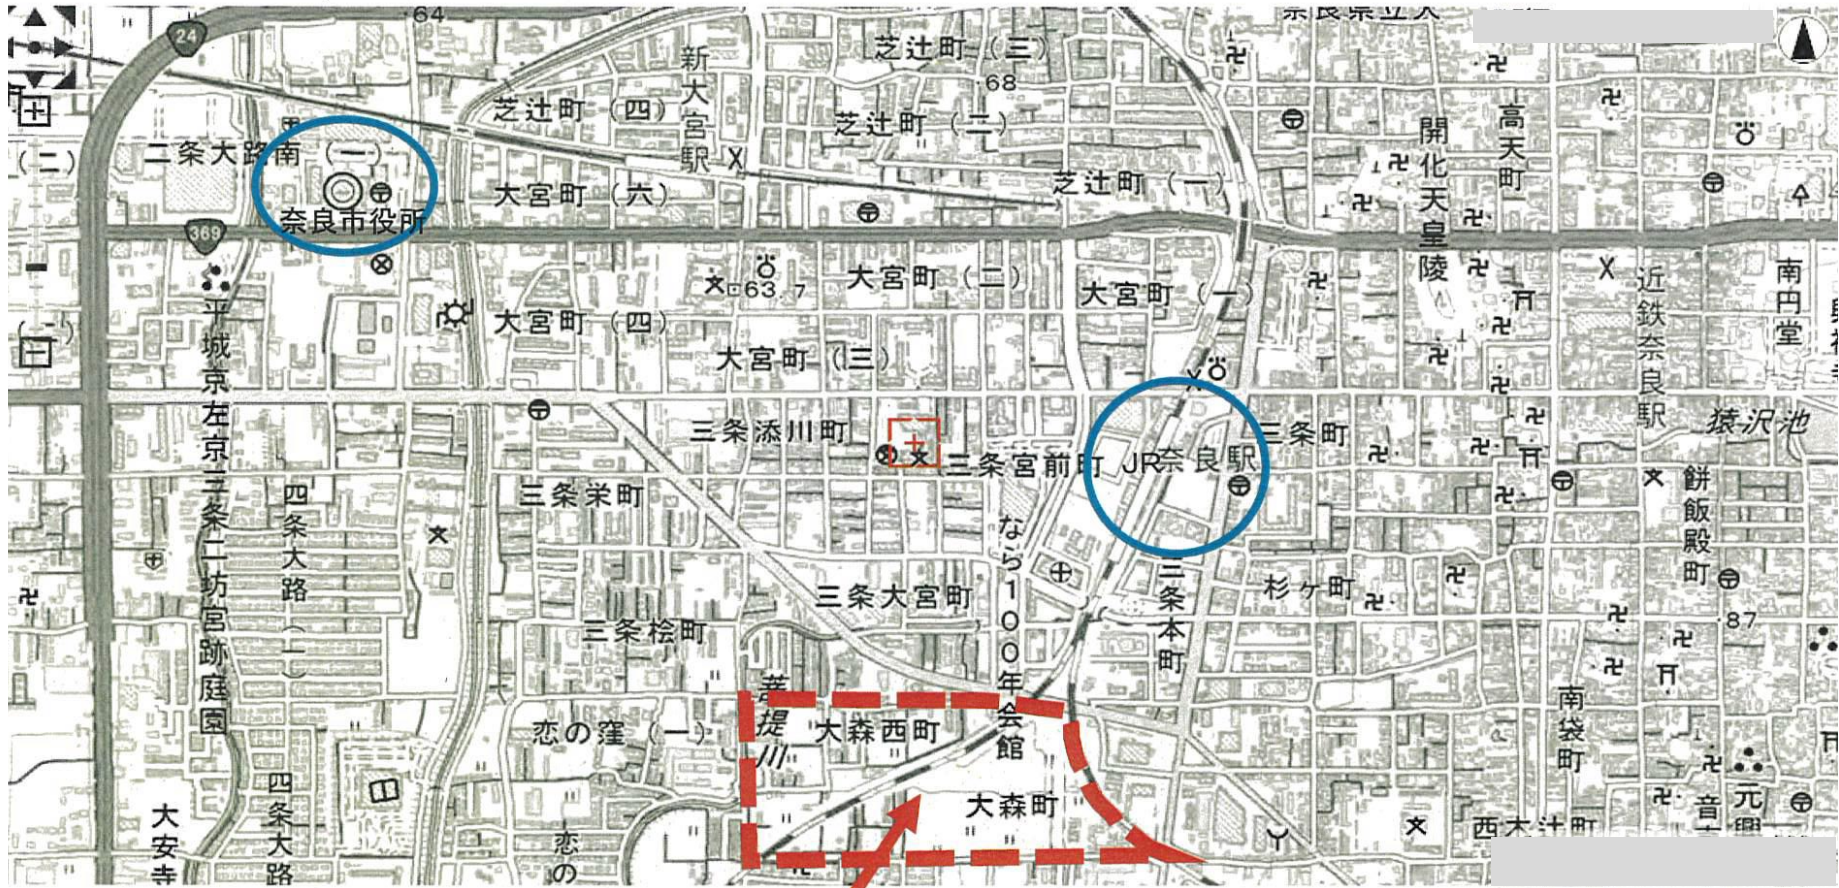 64
24
新大宮駅
芝辻町(三)
68
芝辻町(四)
芝辻町(二)
高天町
開化天皇陵
二条大路南(一)
(二)
大宮町(六)
芝辻町(一)
奈良市役所
369
大宮町(二)
63.7
大宮町(一)
近鉄奈良駅
南円堂
平城京左京三条二坊宮跡庭園
大宮町(四)
大宮町(三)
三条添川町
三条町
猿沢池
三条宮前町
JR奈良駅
四条大路(一)
三条栄町
餅飯殿町
なら100年会館
三条大宮町
三条本町
杉ヶ町
三条桧町
87
菩提川
恋の窪(一)
大森西町
南袋町
大森町
四条大路
大安寺
恋の
西木辻町
音
元興